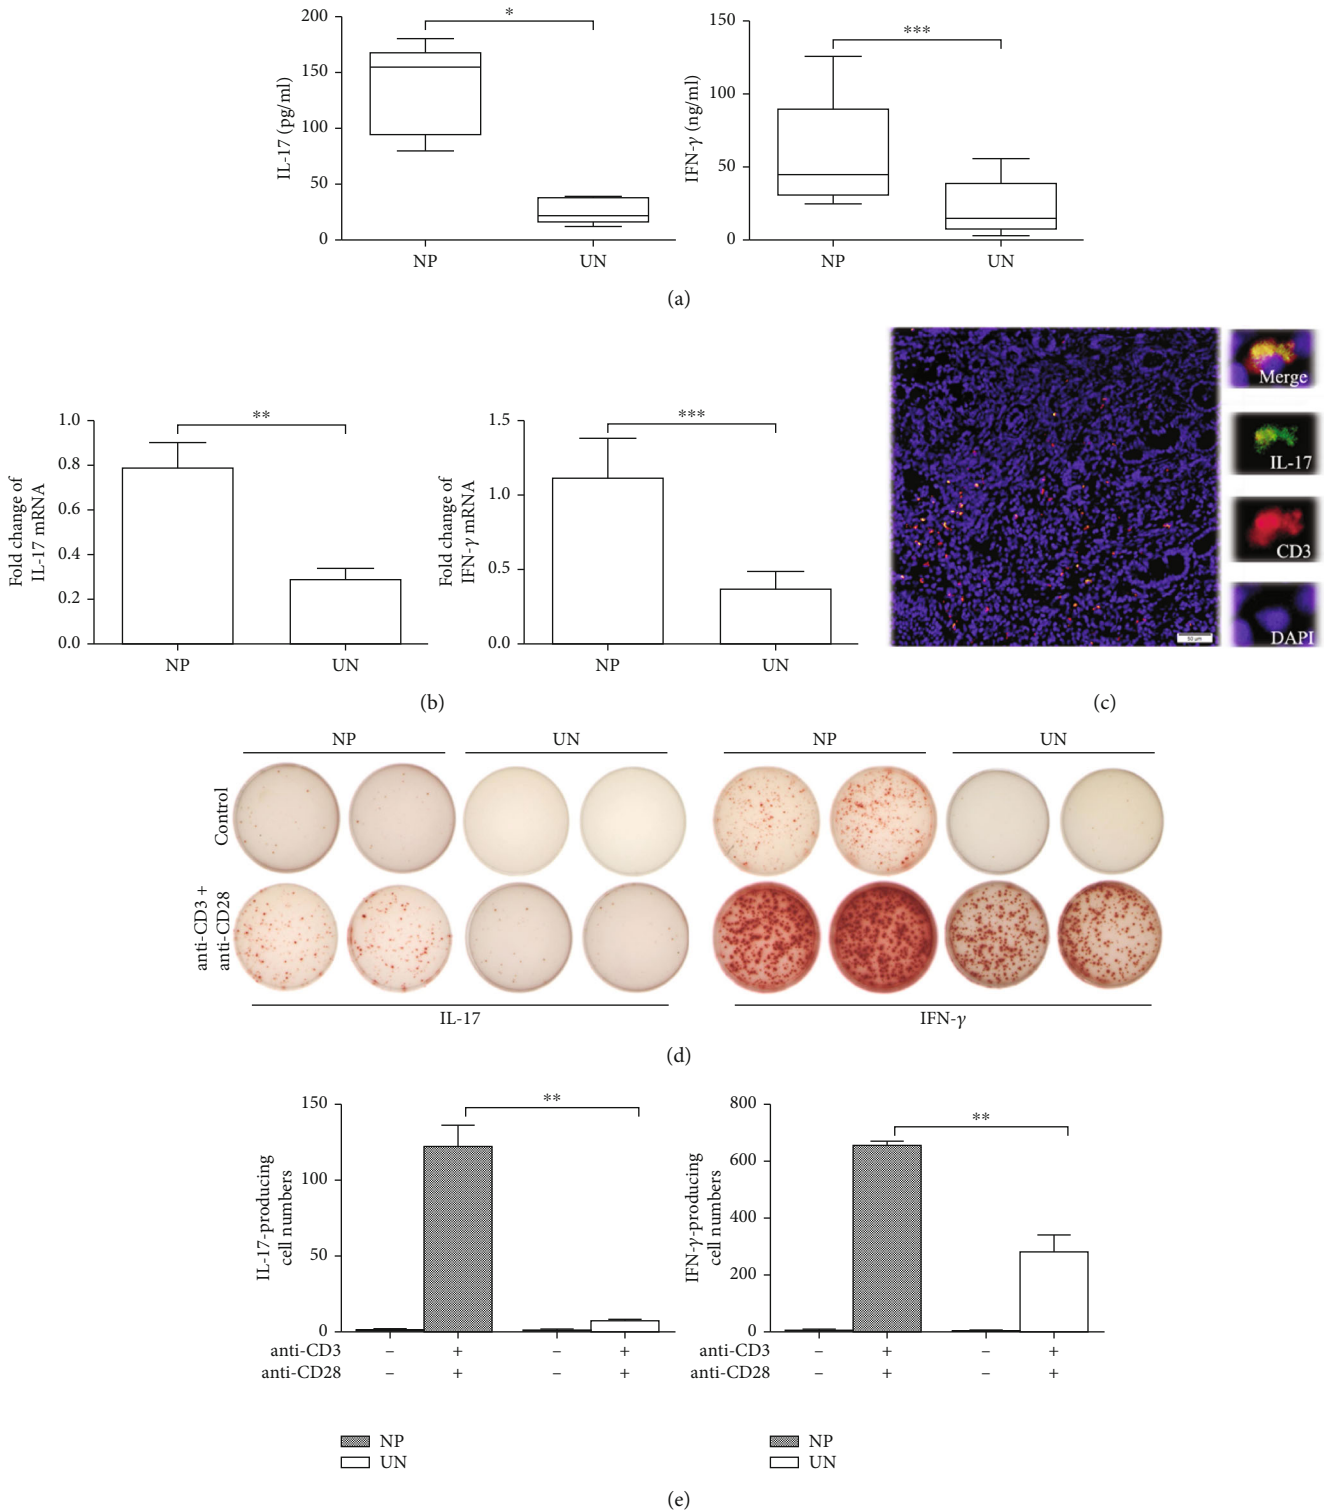 200
150
100
50
0
IL-17 (pg/ml)
*
NP
UN
150
100
50
0
IFN-γ (ng/ml)
***
NP
UN
(a)
1.0
0.8
0.6
0.4
0.2
0.0
Fold change of
IL-17 mRNA
**
NP
UN
1.5
1.0
0.5
0.0
Fold change of
IFN-γ mRNA
***
NP
UN
(b)
Merge
IL-17
CD3
DAPI
50 μm
(c)
NP
UN
NP
UN
Control
anti-CD3 +
anti-CD28
IL-17
IFN-γ
(d)
150
100
50
0
IL-17-producing
cell numbers
**
anti-CD3 – + – +
anti-CD28 – + – +
NP
UN
800
600
400
200
0
IFN-γ-producing
cell numbers
**
anti-CD3 – + – +
anti-CD28 – + – +
NP
UN
(e)